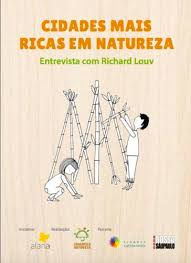 CIDADES MAIS
RICAS EM NATUREZA
Entrevista com Richard Louv
alana